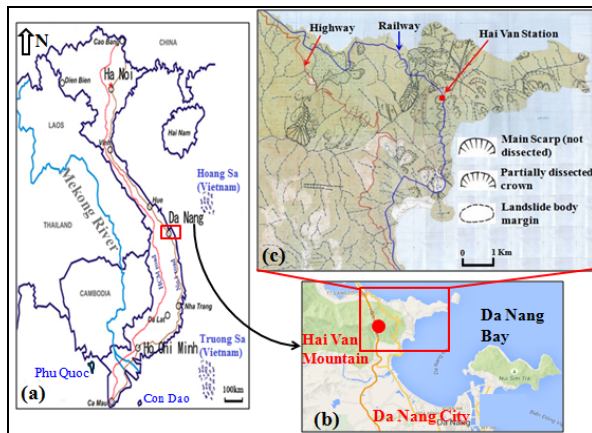 N
(a)
Cao Bang
CHINA
Dien Bien
Ha Noi
LAOS
Hai Nam
Vinh
Mekong River
Hoang Sa
(Vietnam)
Hue
Da Nang
THAILAND
CAMBODIA
Nha Trang
Da Lat
Ho Chi Minh
Truong Sa
(Vietnam)
Phu Quoc
Con Dao
Ca Mau
100km
(c)
Highway
Railway
Hai Van
Station
Main Scarp (not
dissected)
Partially dissected
crown
Landslide body
margin
0 1 Km
Hai Van
Mountain
Da Nang
Bay
Da Nang City
Da Nang
(b)